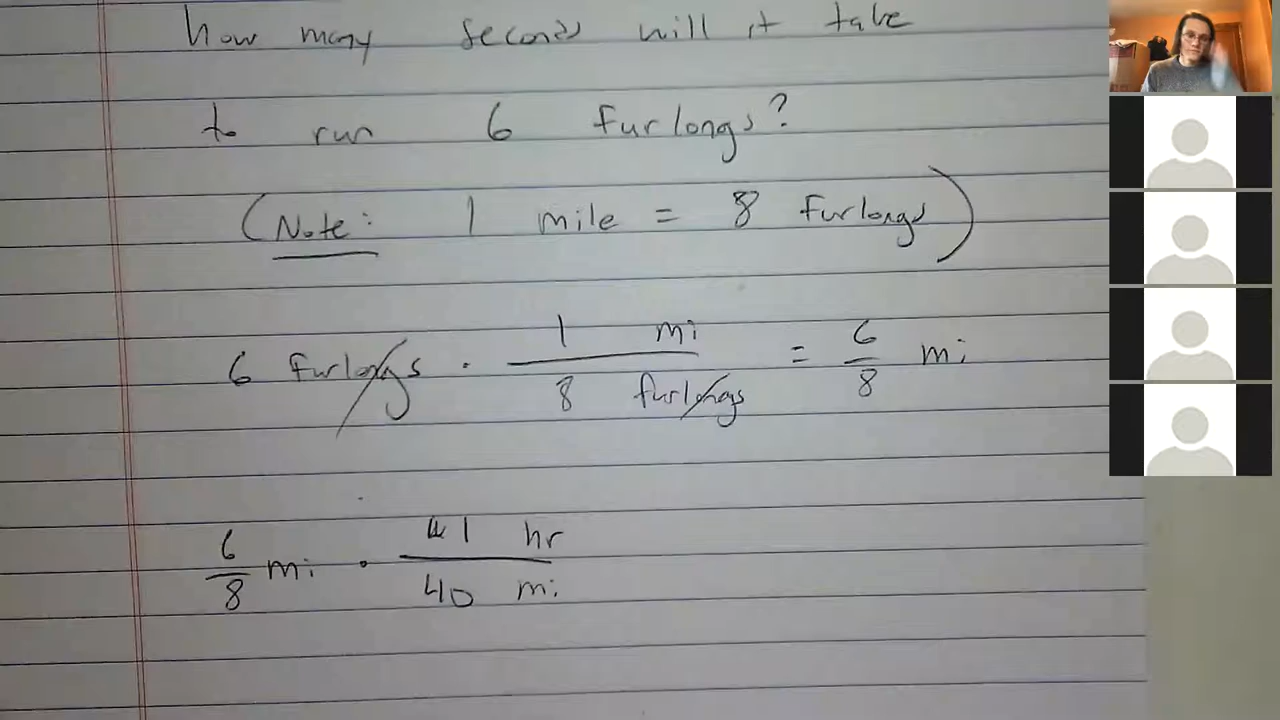 how many seconds will it take
to run 6 furlongs?
(Note: 1 mile = 8 furlongs)
6 furlongs · 1 mi / 8 furlongs = 6/8 mi
6/8 mi · 1 hr / 40 mi